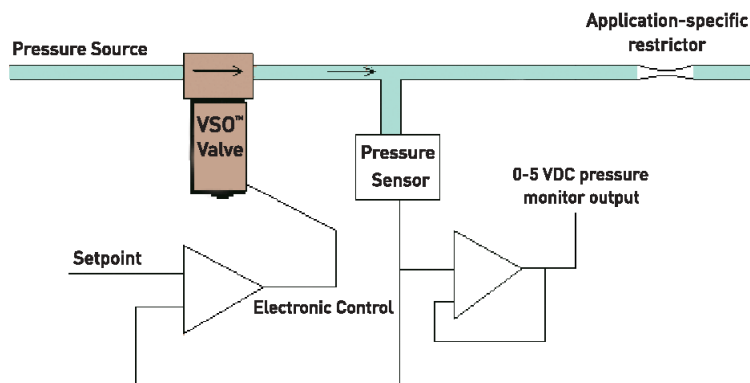 Pressure Source
Application-specific
restrictor
VSO™
Valve
Pressure
Sensor
0-5 VDC pressure
monitor output
Setpoint
Electronic Control